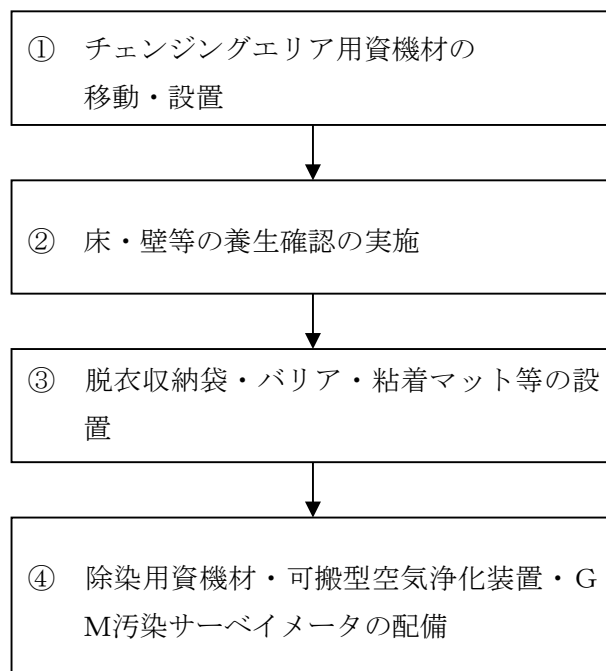 ① チェンジングエリア用資機材の
移動・設置
② 床・壁等の養生確認の実施
③ 脱衣収納袋・バリア・粘着マット等の設
置
④ 除染用資機材・可搬型空気浄化装置・Ｇ
Ｍ汚染サーベイメータの配備